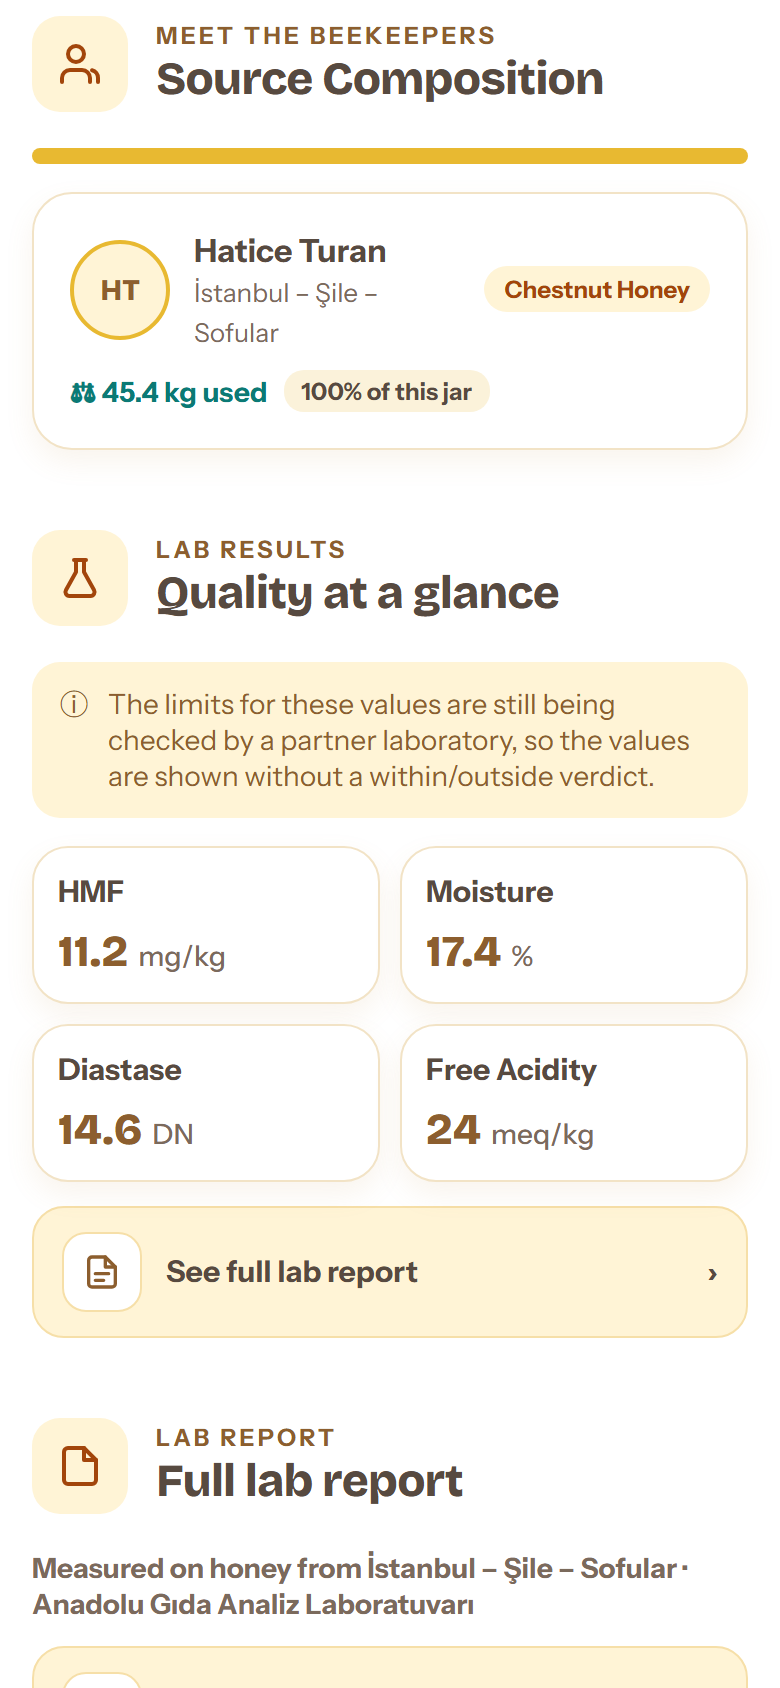 MEET THE BEEKEEPERS
Source Composition
HT
Hatice Turan
İstanbul – Şile –
Sofular
Chestnut Honey
45.4 kg used
100% of this jar
LAB RESULTS
Quality at a glance
The limits for these values are still being
checked by a partner laboratory, so the values
are shown without a within/outside verdict.
HMF
11.2 mg/kg
Moisture
17.4 %
Diastase
14.6 DN
Free Acidity
24 meq/kg
See full lab report ›
LAB REPORT
Full lab report
Measured on honey from İstanbul – Şile – Sofular ·
Anadolu Gıda Analiz Laboratuvarı